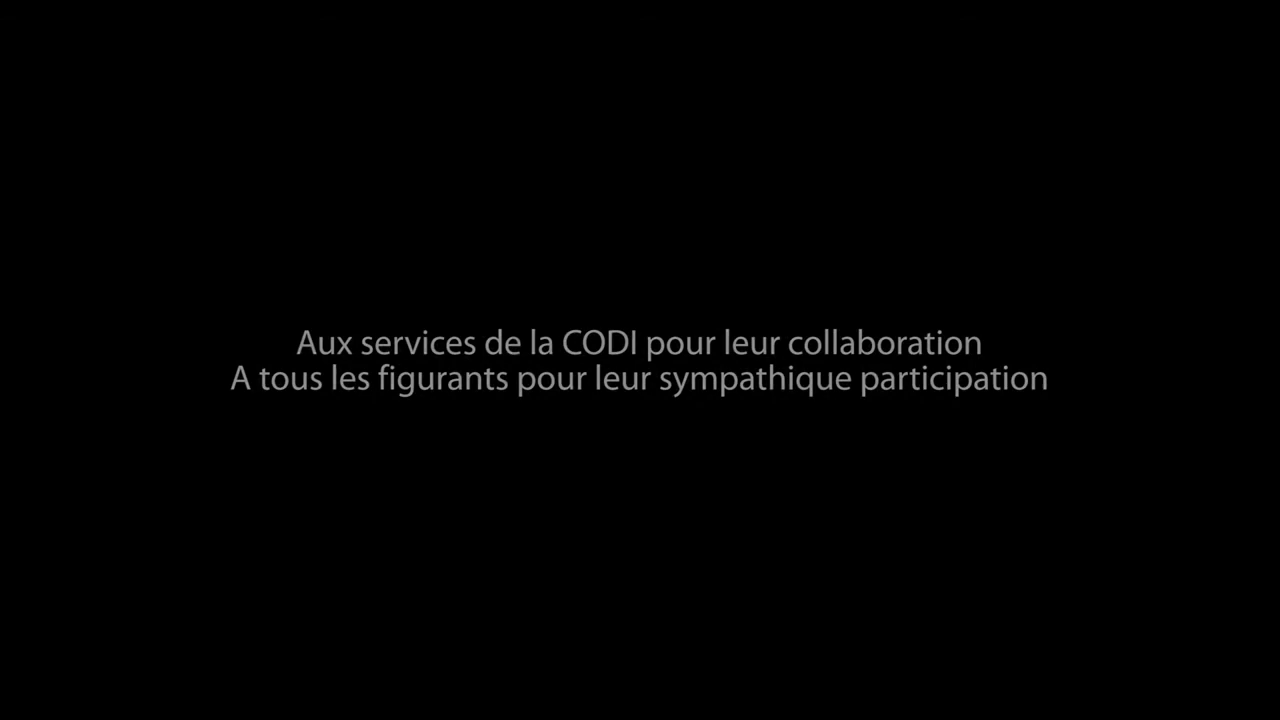 Aux services de la CODI pour leur collaboration
A tous les figurants pour leur sympathique participation